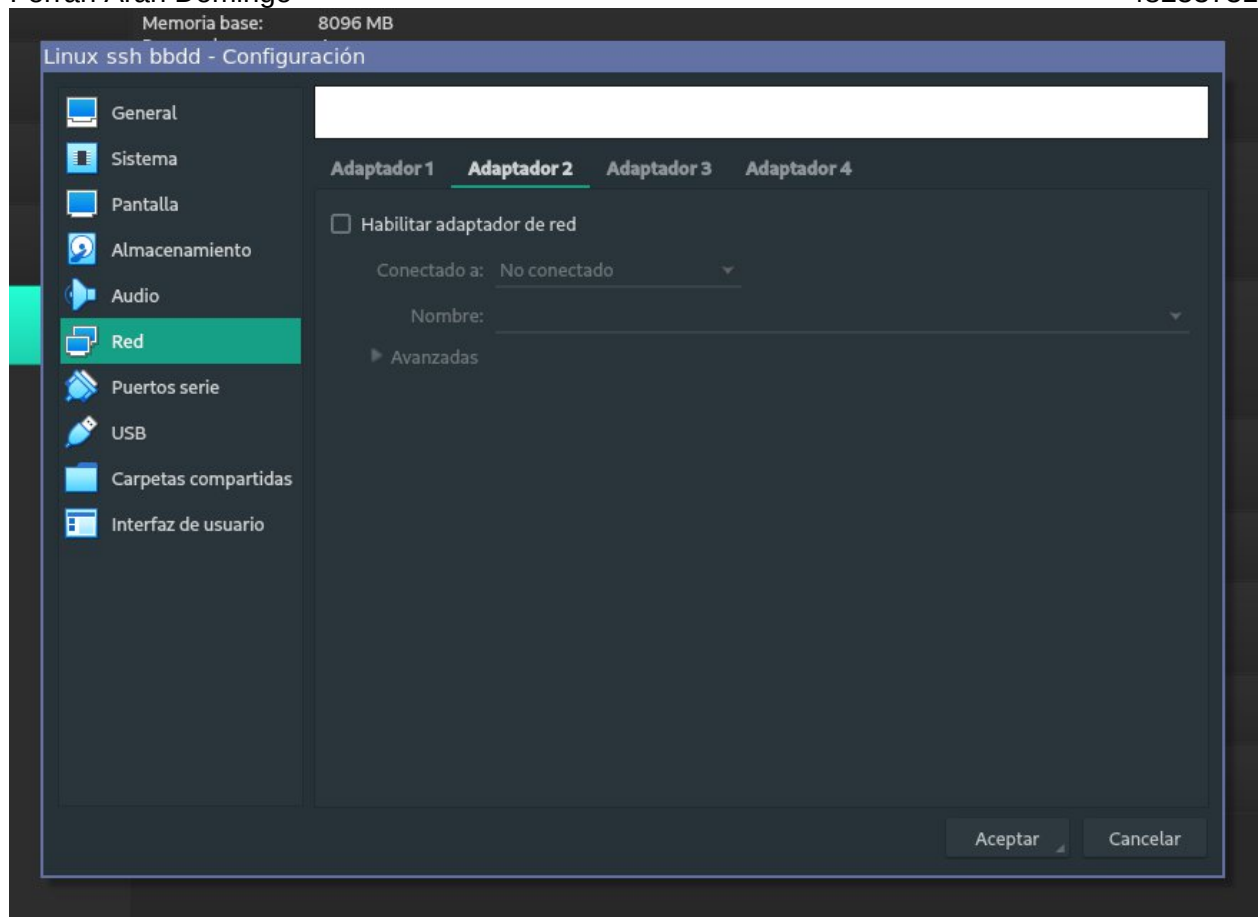 Memoria base: 8096 MB
Linux ssh bbdd - Configuración
General
Sistema
Pantalla
Almacenamiento
Audio
Red
Puertos serie
USB
Carpetas compartidas
Interfaz de usuario
Adaptador 1 Adaptador 2 Adaptador 3 Adaptador 4
Habilitar adaptador de red
Conectado a: No conectado
Nombre:
Avanzadas
Aceptar Cancelar